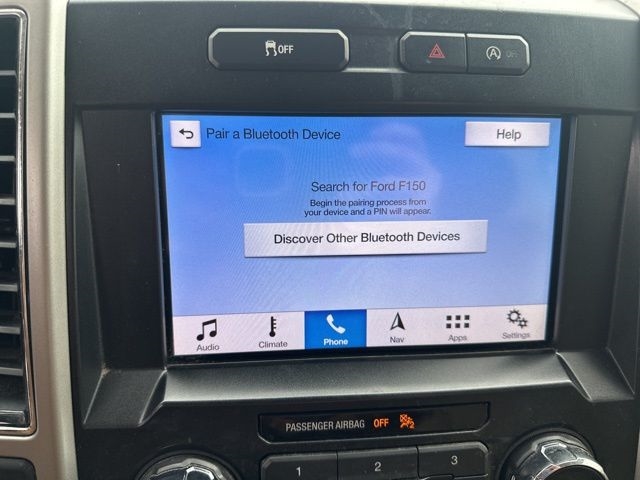 OFF
A OFF
Pair a Bluetooth Device
Help
Search for Ford F150
Begin the pairing process from
your device and a PIN will appear.
Discover Other Bluetooth Devices
Audio
Climate
Phone
Nav
Apps
Settings
PASSENGER AIRBAG OFF 2
1
2
3